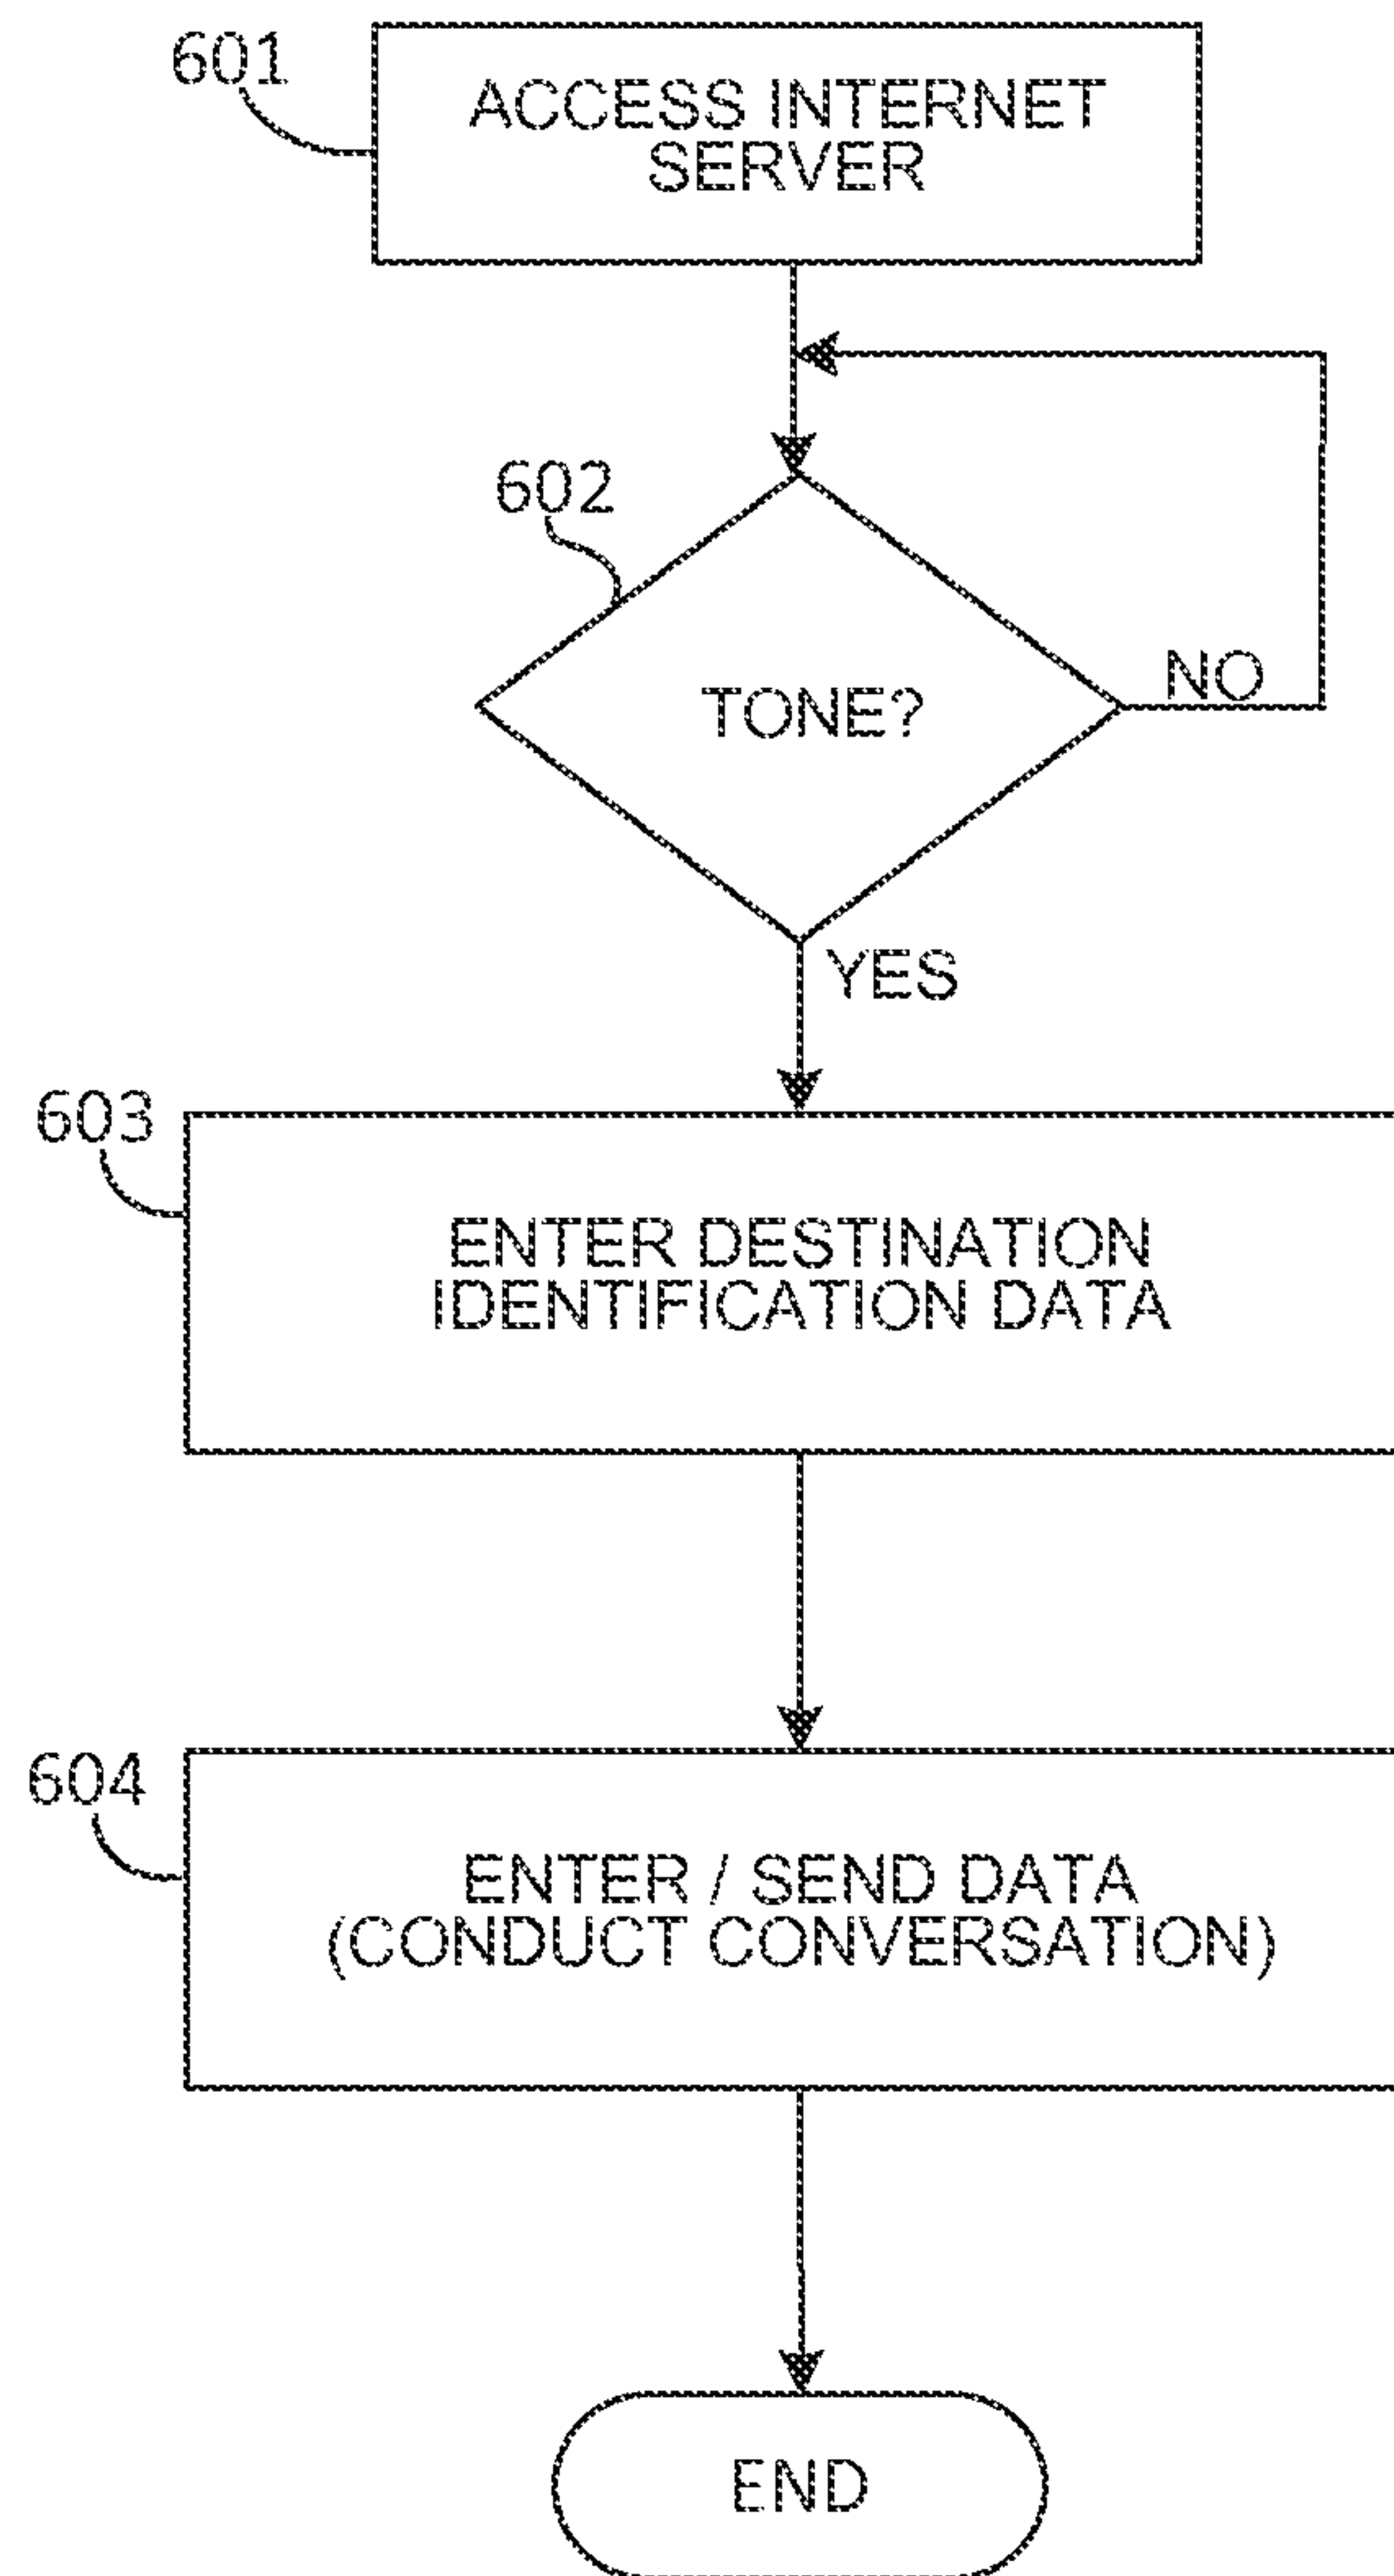 601
ACCESS INTERNET
SERVER
602
TONE?
NO
YES
603
ENTER DESTINATION
IDENTIFICATION DATA
604
ENTER / SEND DATA
(CONDUCT CONVERSATION)
END